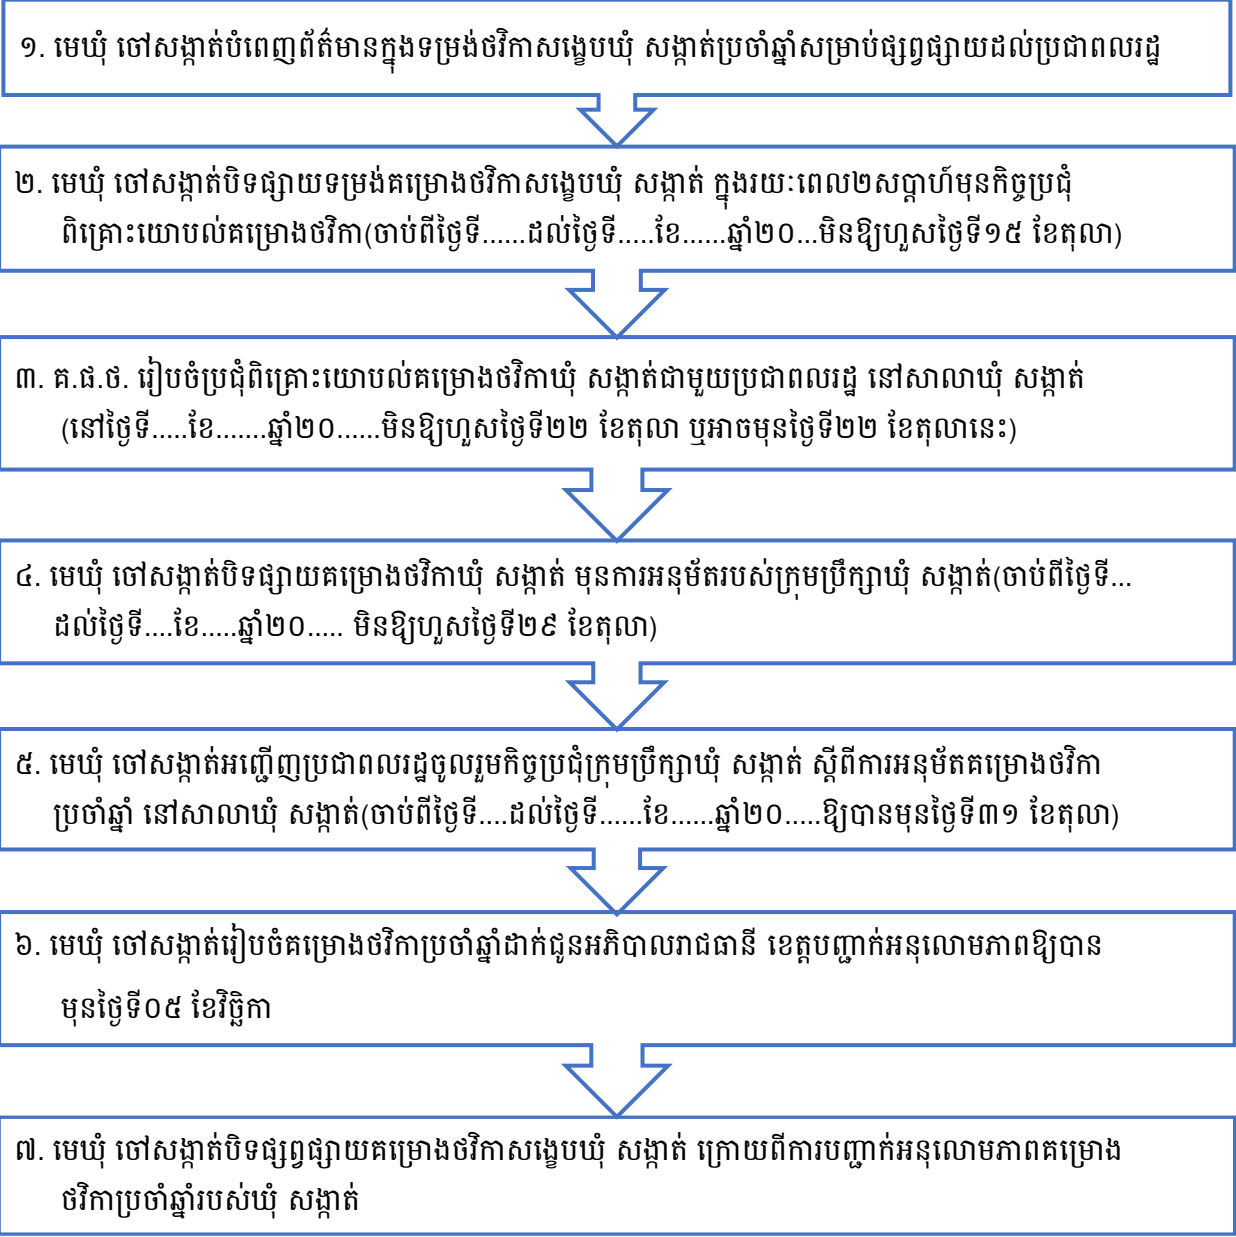 ១. មេឃុំ ចៅសង្កាត់បំពេញព័ត៌មានក្នុងទម្រង់ថវិកាសង្ខេបឃុំ សង្កាត់ប្រចាំឆ្នាំសម្រាប់ផ្សព្វផ្សាយដល់ប្រជាពលរដ្ឋ
២. មេឃុំ ចៅសង្កាត់បិទផ្សាយទម្រង់គម្រោងថវិកាសង្ខេបឃុំ សង្កាត់ ក្នុងរយៈពេល២សប្តាហ៍មុនកិច្ចប្រជុំ
ពិគ្រោះយោបល់គម្រោងថវិកា(ចាប់ពីថ្ងៃទី......ដល់ថ្ងៃទី.....ខែ......ឆ្នាំ២០...មិនឱ្យហួសថ្ងៃទី១៥ ខែតុលា)
៣. គ.ផ.ថ. រៀបចំប្រជុំពិគ្រោះយោបល់គម្រោងថវិកាឃុំ សង្កាត់ជាមួយប្រជាពលរដ្ឋ នៅសាលាឃុំ សង្កាត់
(នៅថ្ងៃទី.....ខែ.......ឆ្នាំ២០......មិនឱ្យហួសថ្ងៃទី២២ ខែតុលា ឬអាចមុនថ្ងៃទី២២ ខែតុលានេះ)
៤. មេឃុំ ចៅសង្កាត់បិទផ្សាយគម្រោងថវិកាឃុំ សង្កាត់ មុនការអនុម័តរបស់ក្រុមប្រឹក្សាឃុំ សង្កាត់(ចាប់ពីថ្ងៃទី...
ដល់ថ្ងៃទី....ខែ.....ឆ្នាំ២០..... មិនឱ្យហួសថ្ងៃទី២៩ ខែតុលា)
៥. មេឃុំ ចៅសង្កាត់អញ្ជើញប្រជាពលរដ្ឋចូលរួមកិច្ចប្រជុំក្រុមប្រឹក្សាឃុំ សង្កាត់ ស្តីពីការអនុម័តគម្រោងថវិកា
ប្រចាំឆ្នាំ នៅសាលាឃុំ សង្កាត់(ចាប់ពីថ្ងៃទី....ដល់ថ្ងៃទី......ខែ......ឆ្នាំ២០.....ឱ្យបានមុនថ្ងៃទី៣១ ខែតុលា)
៦. មេឃុំ ចៅសង្កាត់រៀបចំគម្រោងថវិកាប្រចាំឆ្នាំដាក់ជូនអភិបាលរាជធានី ខេត្តបញ្ជាក់អនុលោមភាពឱ្យបាន
មុនថ្ងៃទី០៥ ខែវិច្ឆិកា
៧. មេឃុំ ចៅសង្កាត់បិទផ្សព្វផ្សាយគម្រោងថវិកាសង្ខេបឃុំ សង្កាត់ ក្រោយពីការបញ្ជាក់អនុលោមភាពគម្រោង
ថវិកាប្រចាំឆ្នាំរបស់ឃុំ សង្កាត់